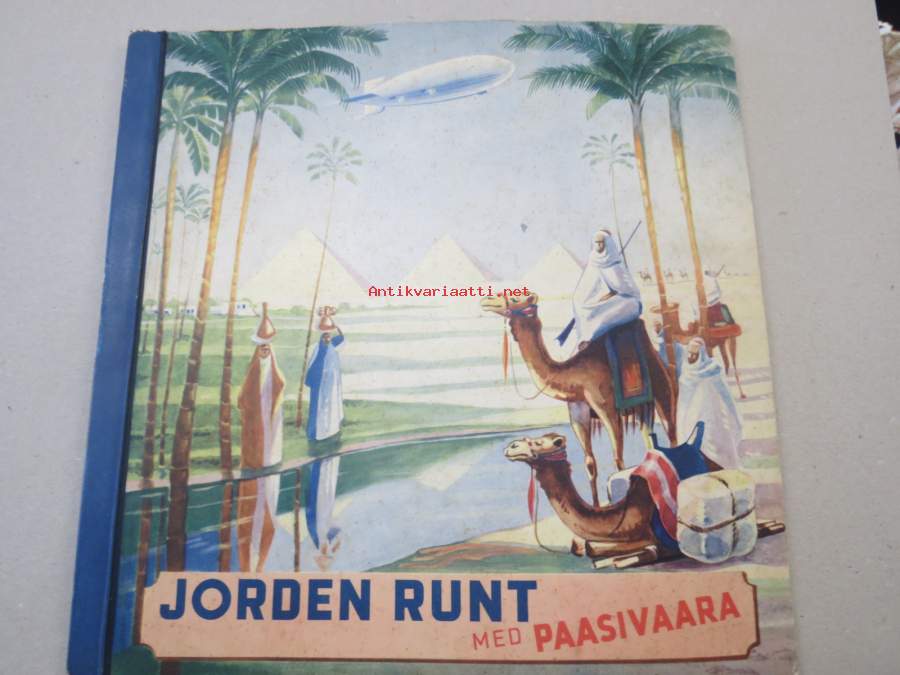 Antikvariaatti.net
JORDEN RUNT
MED PAASIVAARA